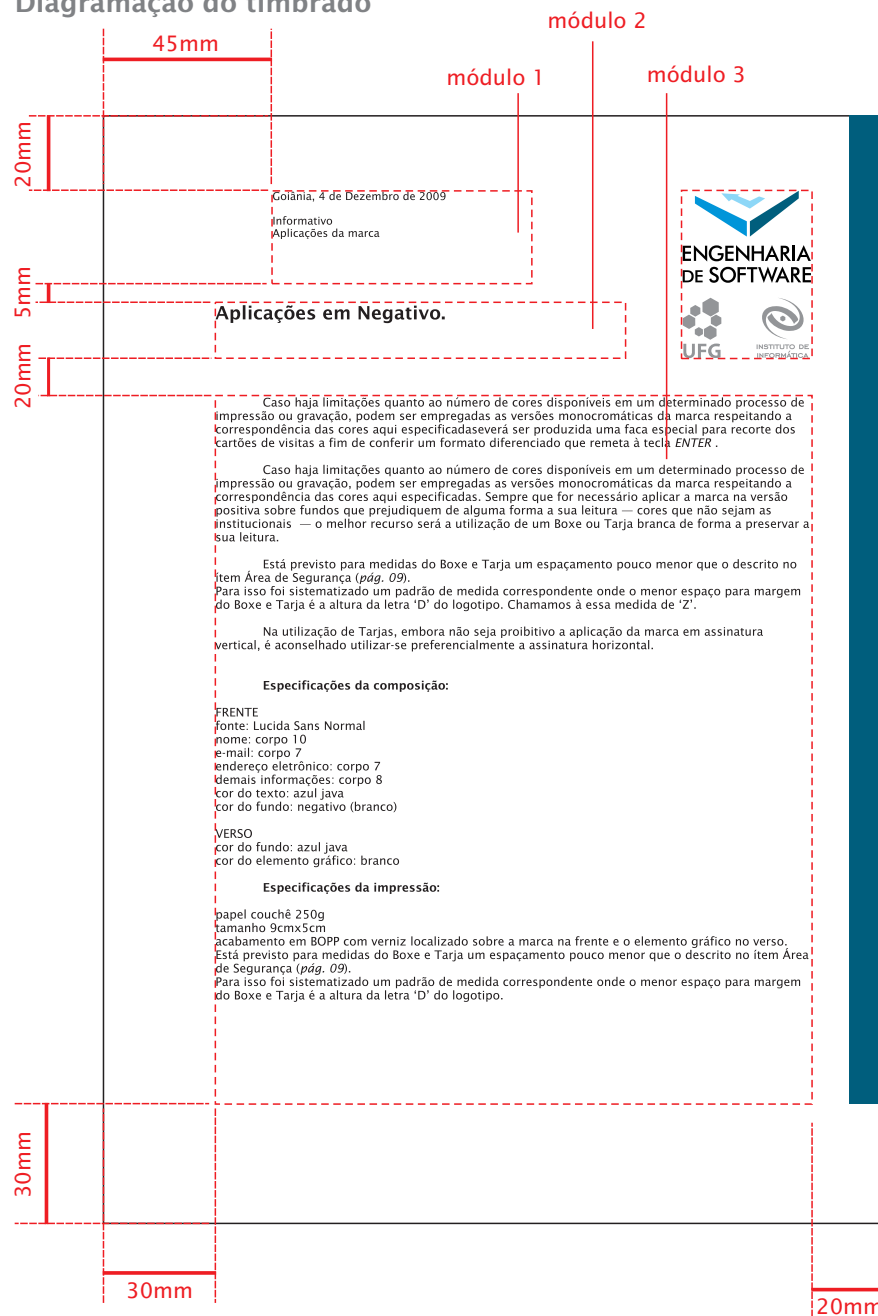 Diagramação do timbrado
módulo 2
45mm
módulo 1
módulo 3
20mm
Goiânia, 4 de Dezembro de 2009
Informativo
Aplicações da marca
ENGENHARIA
DE SOFTWARE
UFG
INSTITUTO DE
INFORMÁTICA
5mm
Aplicações em Negativo.
20mm
Caso haja limitações quanto ao número de cores disponíveis em um determinado processo de
impressão ou gravação, podem ser empregadas as versões monocromáticas da marca respeitando a
correspondência das cores aqui especificadaseverá ser produzida uma faca especial para recorte dos
cartões de visitas a fim de conferir um formato diferenciado que remeta à tecla ENTER .
Caso haja limitações quanto ao número de cores disponíveis em um determinado processo de
impressão ou gravação, podem ser empregadas as versões monocromáticas da marca respeitando a
correspondência das cores aqui especificadas. Sempre que for necessário aplicar a marca na versão
positiva sobre fundos que prejudiquem de alguma forma a sua leitura — cores que não sejam as
institucionais — o melhor recurso será a utilização de um Boxe ou Tarja branca de forma a preservar a
sua leitura.
Está previsto para medidas do Boxe e Tarja um espaçamento pouco menor que o descrito no
ítem Área de Segurança (pág. 09).
Para isso foi sistematizado um padrão de medida correspondente onde o menor espaço para margem
do Boxe e Tarja é a altura da letra ‘D’ do logotipo. Chamamos à essa medida de ‘Z’.
Na utilização de Tarjas, embora não seja proibitivo a aplicação da marca em assinatura
vertical, é aconselhado utilizar-se preferencialmente a assinatura horizontal.
Especificações da composição:
FRENTE
fonte: Lucida Sans Normal
nome: corpo 10
e-mail: corpo 7
endereço eletrônico: corpo 7
demais informações: corpo 8
cor do texto: azul java
cor do fundo: negativo (branco)
VERSO
cor do fundo: azul java
cor do elemento gráfico: branco
Especificações da impressão:
papel couchê 250g
tamanho 9cmx5cm
acabamento em BOPP com verniz localizado sobre a marca na frente e o elemento gráfico no verso.
Está previsto para medidas do Boxe e Tarja um espaçamento pouco menor que o descrito no ítem Área
de Segurança (pág. 09).
Para isso foi sistematizado um padrão de medida correspondente onde o menor espaço para margem
do Boxe e Tarja é a altura da letra ‘D’ do logotipo.
30mm
30mm
20mm